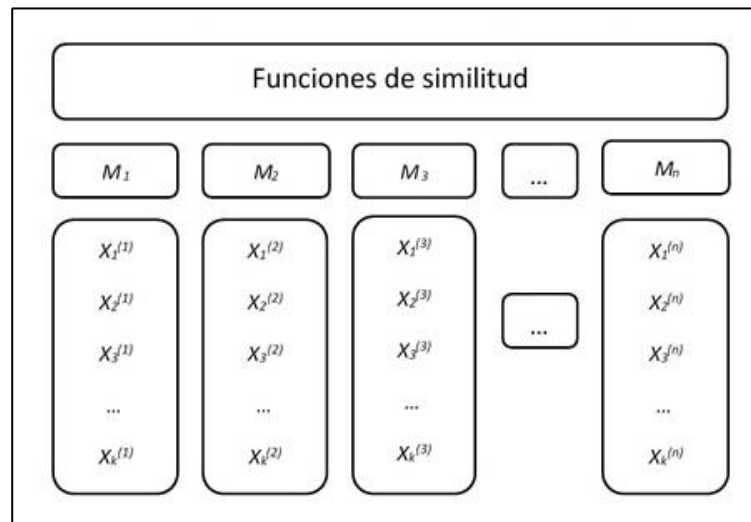 Funciones de similitud
M₁ M₂ M₃ ... Mₙ
X₁⁽¹⁾ X₁⁽²⁾ X₁⁽³⁾ X₁⁽ⁿ⁾
X₂⁽¹⁾ X₂⁽²⁾ X₂⁽³⁾ ... X₂⁽ⁿ⁾
X₃⁽¹⁾ X₃⁽²⁾ X₃⁽³⁾ X₃⁽ⁿ⁾
... ... ... ...
Xₖ⁽¹⁾ Xₖ⁽²⁾ Xₖ⁽³⁾ Xₖ⁽ⁿ⁾